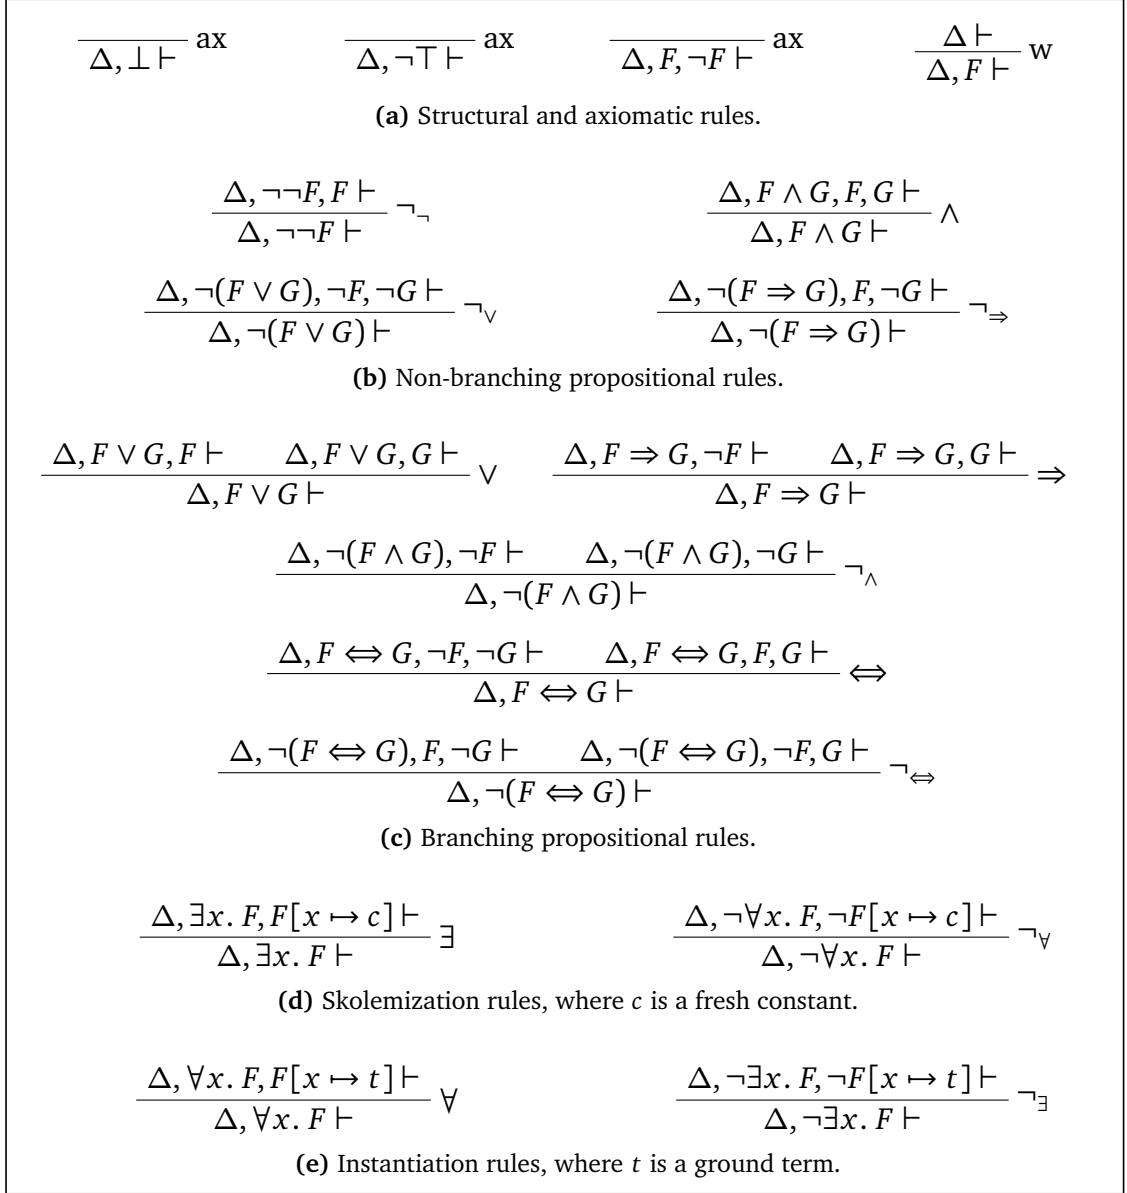 Δ, ⊥ ⊢ ax Δ, ¬⊤ ⊢ ax Δ, F, ¬F ⊢ ax Δ ⊢ / Δ, F ⊢ w
(a) Structural and axiomatic rules.
Δ, ¬¬F, F ⊢ Δ, F ∧ G, F, G ⊢
Δ, ¬¬F ⊢ ¬¬ Δ, F ∧ G ⊢ ∧
Δ, ¬(F ∨ G), ¬F, ¬G ⊢ Δ, ¬(F ⇒ G), F, ¬G ⊢
Δ, ¬(F ∨ G) ⊢ ¬∨ Δ, ¬(F ⇒ G) ⊢ ¬⇒
(b) Non-branching propositional rules.
Δ, F ∨ G, F ⊢ Δ, F ∨ G, G ⊢ Δ, F ⇒ G, ¬F ⊢ Δ, F ⇒ G, G ⊢
Δ, F ∨ G ⊢ ∨ Δ, F ⇒ G ⊢ ⇒
Δ, ¬(F ∧ G), ¬F ⊢ Δ, ¬(F ∧ G), ¬G ⊢
Δ, ¬(F ∧ G) ⊢ ¬∧
Δ, F ⇔ G, ¬F, ¬G ⊢ Δ, F ⇔ G, F, G ⊢
Δ, F ⇔ G ⊢ ⇔
Δ, ¬(F ⇔ G), F, ¬G ⊢ Δ, ¬(F ⇔ G), ¬F, G ⊢
Δ, ¬(F ⇔ G) ⊢ ¬⇔
(c) Branching propositional rules.
Δ, ∃x. F, F[x ↦ c] ⊢ Δ, ¬∀x. F, ¬F[x ↦ c] ⊢
Δ, ∃x. F ⊢ ∃ Δ, ¬∀x. F ⊢ ¬∀
(d) Skolemization rules, where c is a fresh constant.
Δ, ∀x. F, F[x ↦ t] ⊢ Δ, ¬∃x. F, ¬F[x ↦ t] ⊢
Δ, ∀x. F ⊢ ∀ Δ, ¬∃x. F ⊢ ¬∃
(e) Instantiation rules, where t is a ground term.